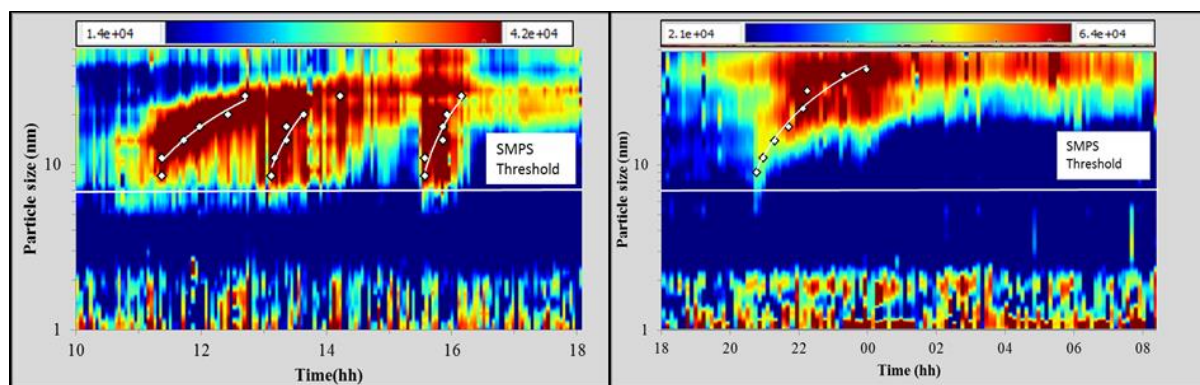 1.4e+04 4.2e+04
Particle size (nm)
10
1
SMPS
Threshold
10 12 14 16 18
Time(hh)
2.1e+04 6.4e+04
Particle size (nm)
10
1
SMPS
Threshold
18 20 22 00 02 04 06 08
Time (hh)